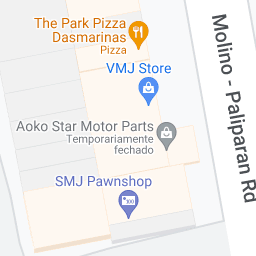 The Park Pizza
Dasmarinas
Pizza
VMJ Store
Aoko Star Motor Parts
Temporariamente
fechado
SMJ Pawnshop
Molino - Paliparan Rd